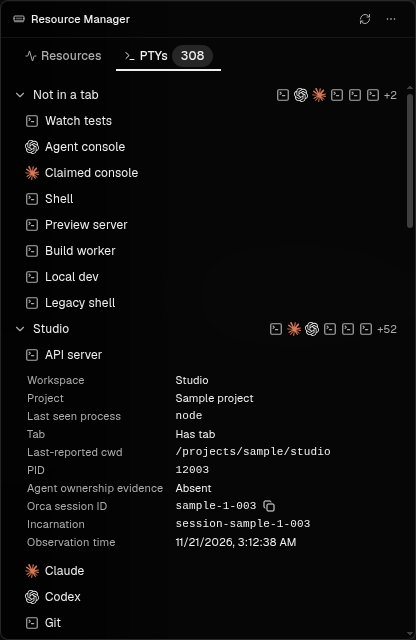 Resource Manager
Resources
PTYs 308
Not in a tab +2
Watch tests
Agent console
Claimed console
Shell
Preview server
Build worker
Local dev
Legacy shell
Studio +52
API server
Workspace Studio
Project Sample project
Last seen process node
Tab Has tab
Last-reported cwd /projects/sample/studio
PID 12003
Agent ownership evidence Absent
Orca session ID sample-1-003
Incarnation session-sample-1-003
Observation time 11/21/2026, 3:12:38 AM
Claude
Codex
Git